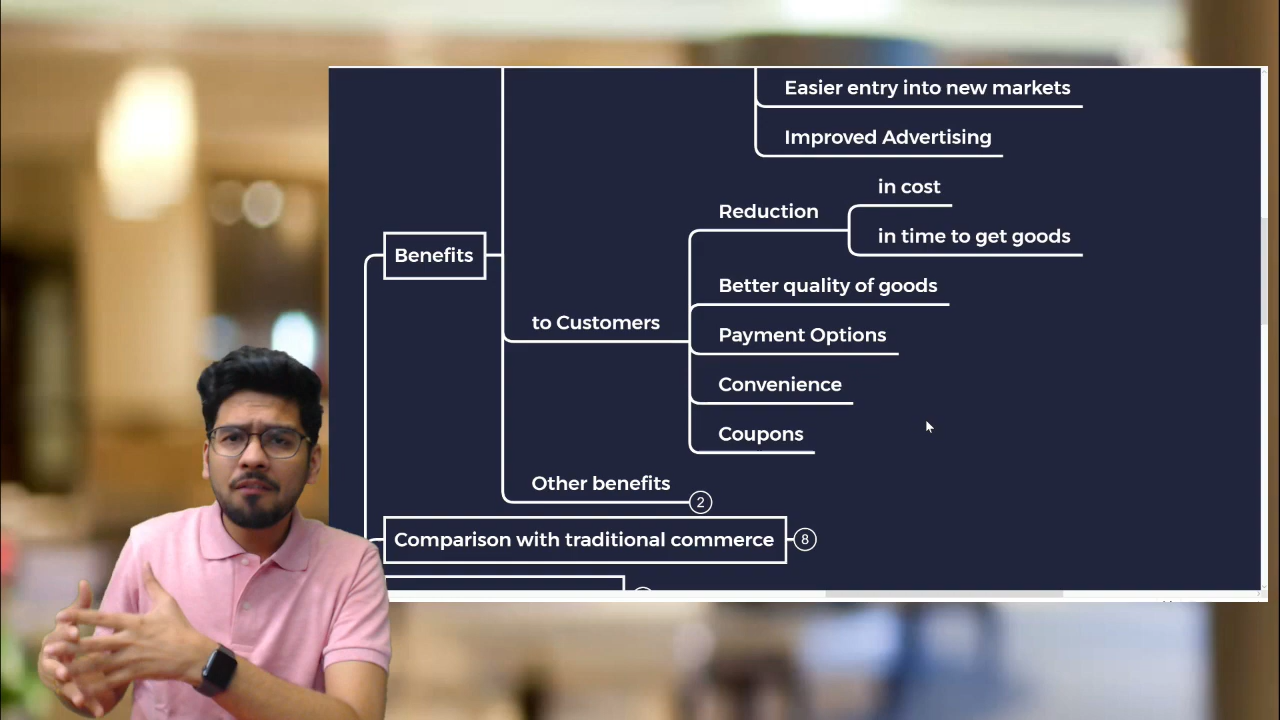 Easier entry into new markets
Improved Advertising
in cost
Reduction
in time to get goods
Benefits
Better quality of goods
to Customers
Payment Options
Convenience
Coupons
Other benefits
2
Comparison with traditional commerce
8